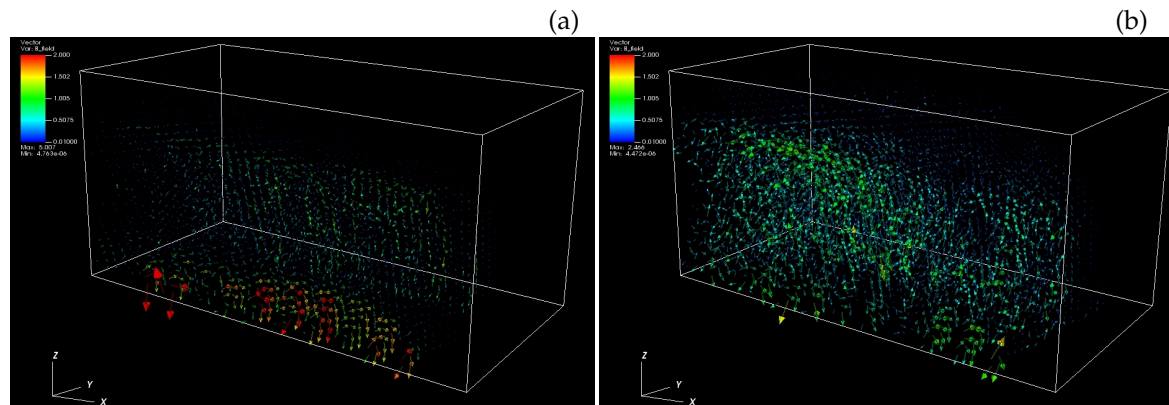 (a)
(b)
Vector
Var: B_field
2.000
1.502
1.005
0.5075
0.01000
Max: 5.007
Min: 4.763e-06
Z
Y
X
Vector
Var: B_field
2.000
1.502
1.005
0.5075
0.01000
Max: 2.466
Min: 4.472e-06
Z
Y
X